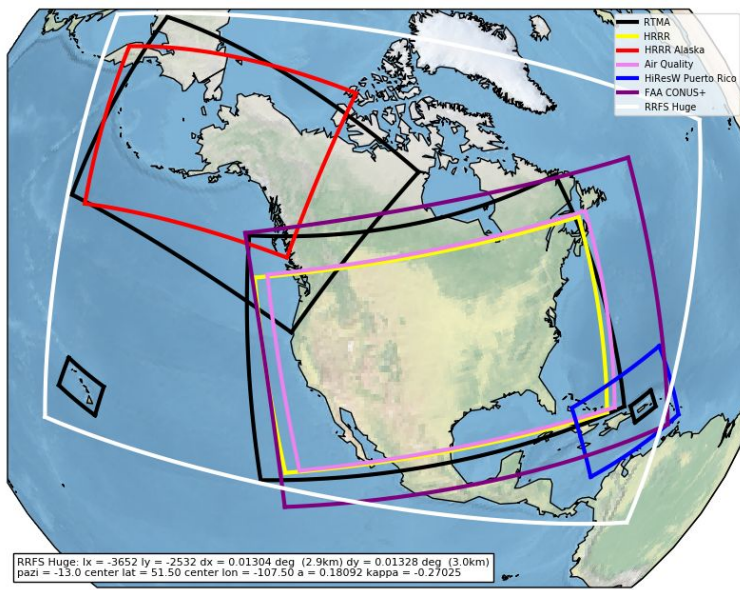 RTMA
HRRR
HRRR Alaska
Air Quality
HiResW Puerto Rico
FAA CONUS+
RRFS Huge
RRFS Huge: lx = -3652 ly = -2532 dx = 0.01304 deg (2.9km) dy = 0.01328 deg (3.0km)
pazi = -13.0 center lat = 51.50 center lon = -107.50 a = 0.18092 kappa = -0.27025